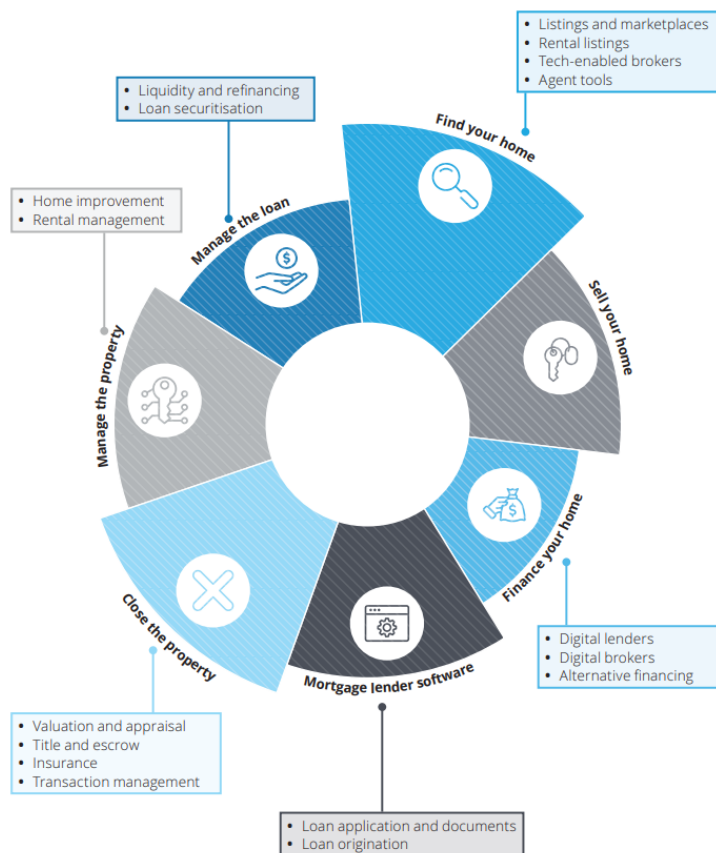 • Listings and marketplaces
• Rental listings
• Tech-enabled brokers
• Agent tools
Find your home
• Liquidity and refinancing
• Loan securitisation
Manage the loan
$
• Home improvement
• Rental management
Manage the property
Sell your home
$
Finance your home
• Digital lenders
• Digital brokers
• Alternative financing
Close the property
• Valuation and appraisal
• Title and escrow
• Insurance
• Transaction management
Mortgage lender software
• Loan application and documents
• Loan origination